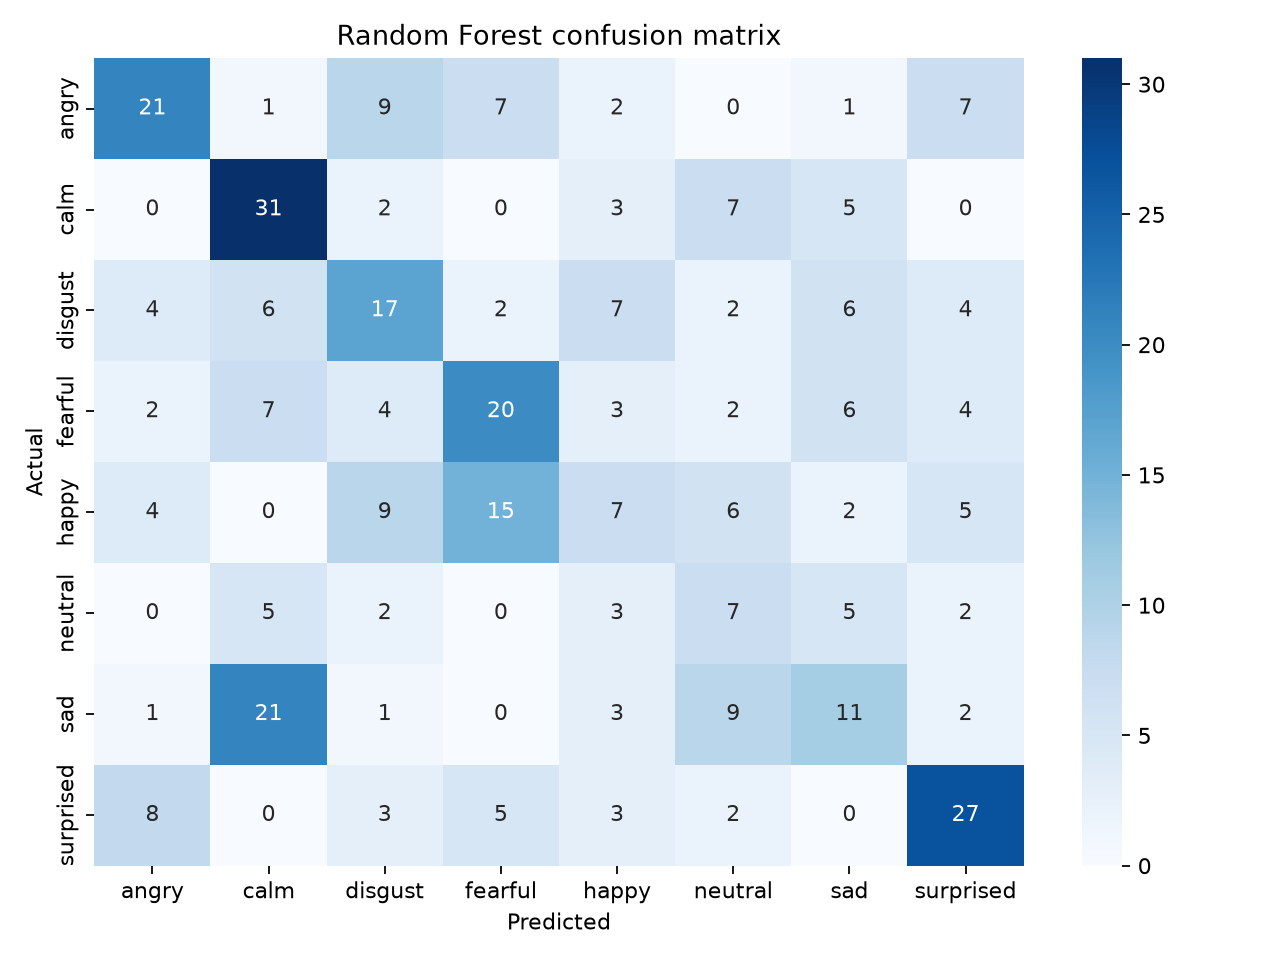 Random Forest confusion matrix
angry 21 1 9 7 2 0 1 7
calm 0 31 2 0 3 7 5 0
disgust 4 6 17 2 7 2 6 4
fearful 2 7 4 20 3 2 6 4
happy 4 0 9 15 7 6 2 5
neutral 0 5 2 0 3 7 5 2
sad 1 21 1 0 3 9 11 2
surprised 8 0 3 5 3 2 0 27
Actual
angry calm disgust fearful happy neutral sad surprised
Predicted
30
25
20
15
10
5
0